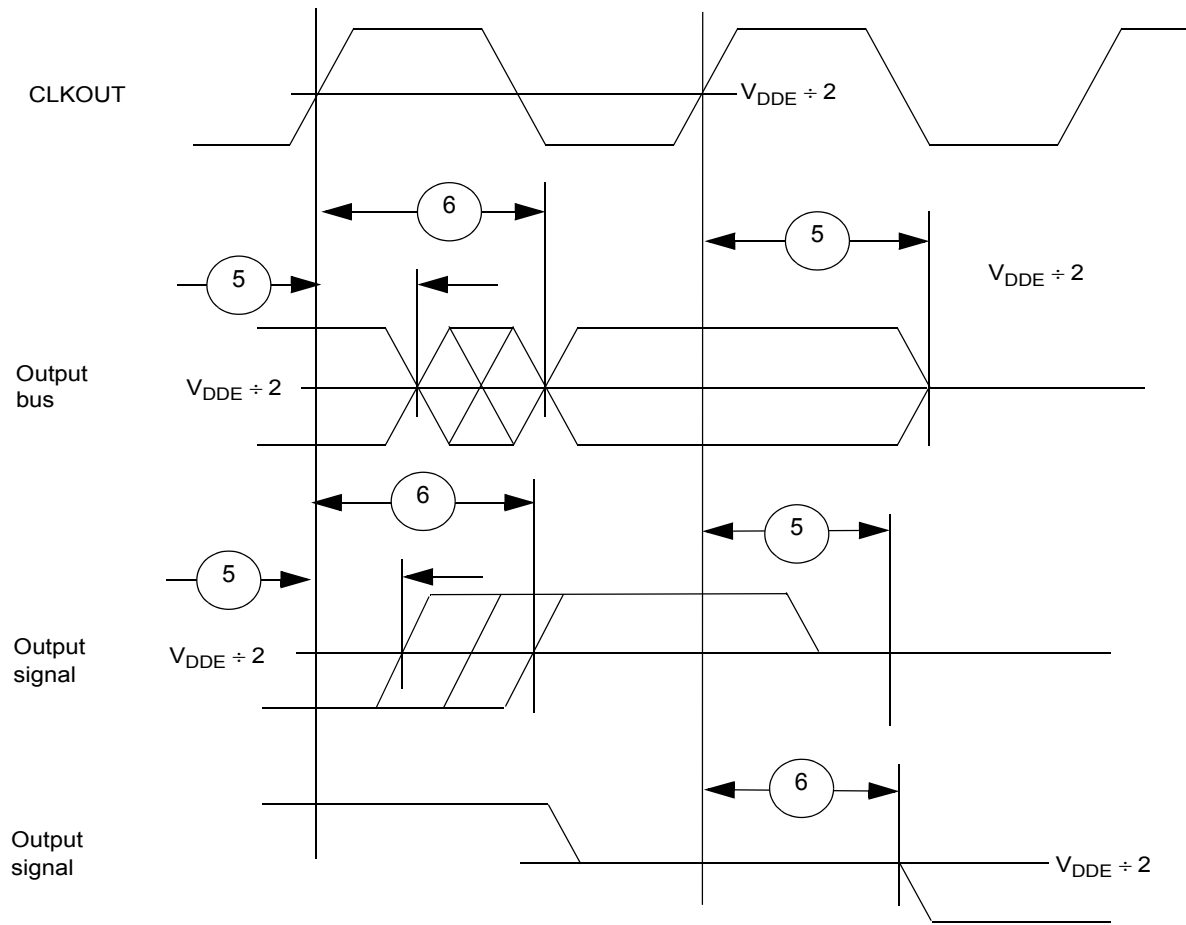 CLKOUT
V_DDE ÷ 2
6
5
5
V_DDE ÷ 2
Output
bus
V_DDE ÷ 2
6
5
5
Output
signal
V_DDE ÷ 2
6
Output
signal
V_DDE ÷ 2